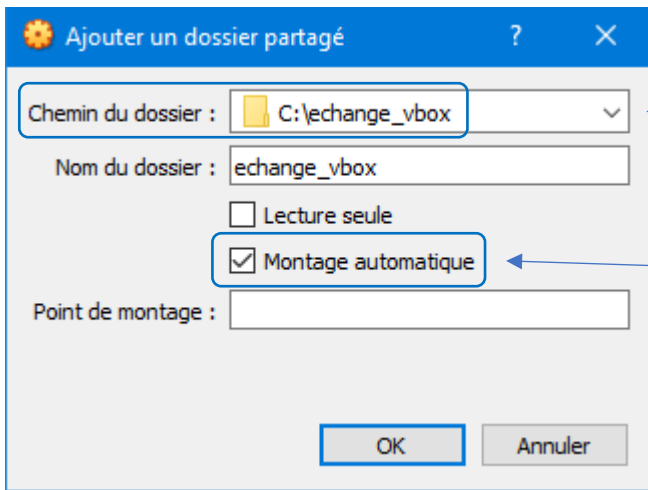 Ajouter un dossier partagé ?
Chemin du dossier : C:\echange_vbox
Nom du dossier : echange_vbox
Lecture seule
Montage automatique
Point de montage :
OK Annuler